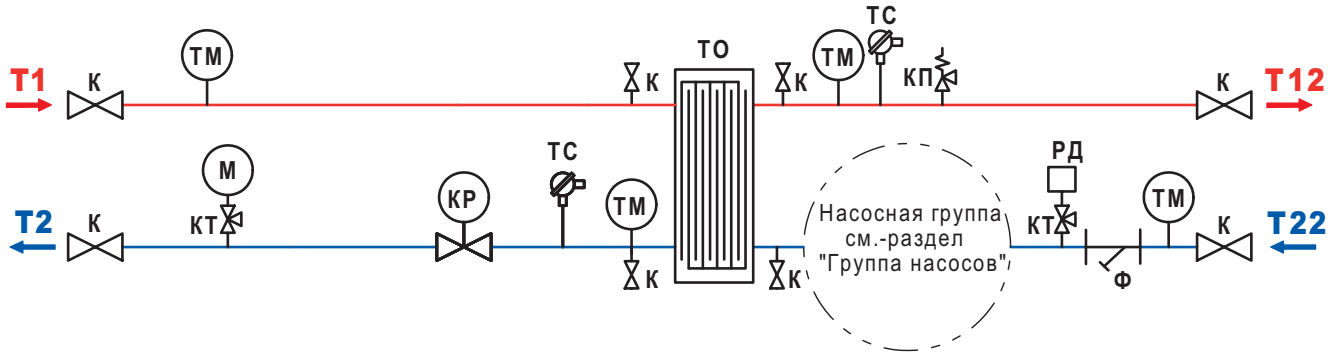 ТС
ТО
ТМ
ТМ
Т1
К
К
К
КП
К
Т12
ТС
РД
М
КР
ТМ
ТМ
Т2
К
КТ
Насосная группа
см.-раздел
"Группа насосов"
КТ
К
Т22
К
К
Ф